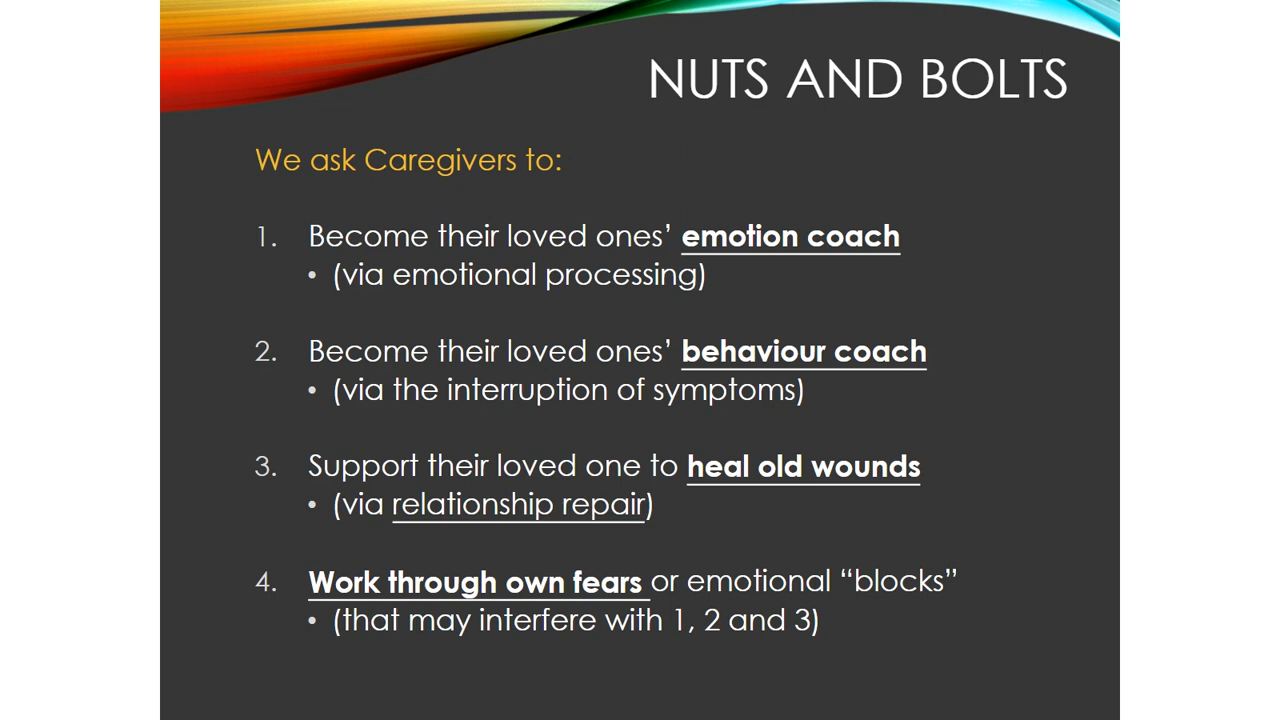 NUTS AND BOLTS
We ask Caregivers to:
1. Become their loved ones’ emotion coach
• (via emotional processing)
2. Become their loved ones’ behaviour coach
• (via the interruption of symptoms)
3. Support their loved one to heal old wounds
• (via relationship repair)
4. Work through own fears or emotional “blocks”
• (that may interfere with 1, 2 and 3)